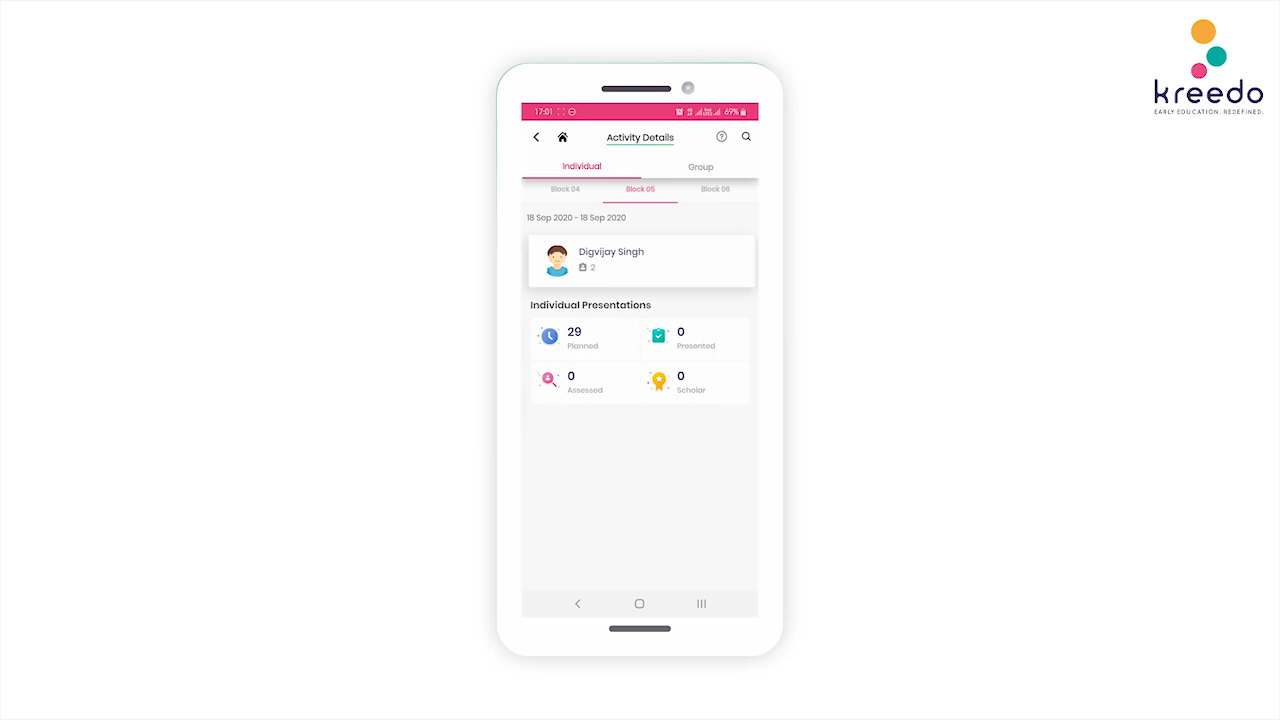 kreedo
EARLY EDUCATION. REDEFINED.
17:01 69%
Activity Details
Individual Group
Block 04 Block 05 Block 06
18 Sep 2020 - 18 Sep 2020
Digvijay Singh
2
Individual Presentations
29 0
Planned Presented
0 0
Assessed Scholar